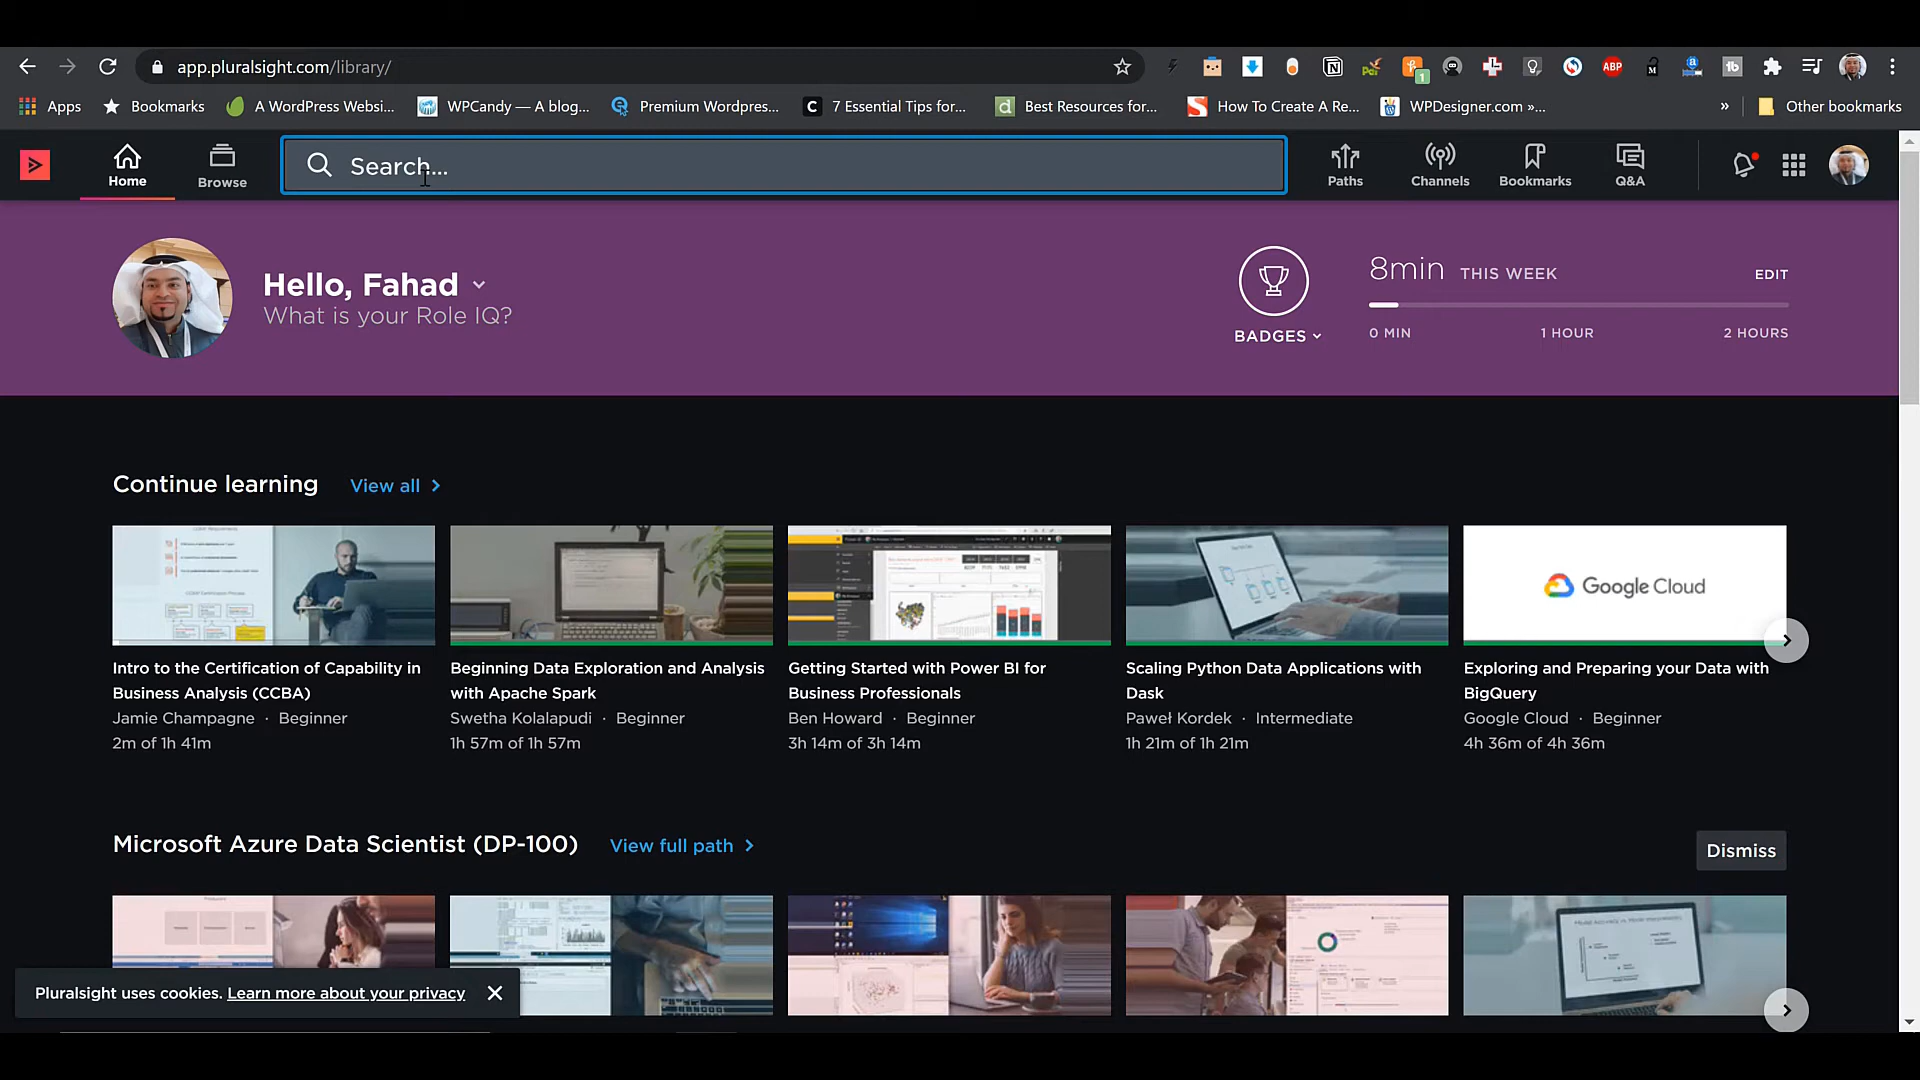 app.pluralsight.com/library/
Apps
Bookmarks
A WordPress Websi...
WPCandy — A blog...
Premium Wordpres...
7 Essential Tips for...
Best Resources for...
How To Create A Re...
WPDesigner.com »...
»
Other bookmarks
Home
Browse
Search...
Paths
Channels
Bookmarks
Q&A
Hello, Fahad
What is your Role IQ?
BADGES
8min THIS WEEK
EDIT
0 MIN
1 HOUR
2 HOURS
Continue learning
View all
Google Cloud
Intro to the Certification of Capability in
Business Analysis (CCBA)
Jamie Champagne · Beginner
2m of 1h 41m
Beginning Data Exploration and Analysis
with Apache Spark
Swetha Kolalapudi · Beginner
1h 57m of 1h 57m
Getting Started with Power BI for
Business Professionals
Ben Howard · Beginner
3h 14m of 3h 14m
Scaling Python Data Applications with
Dask
Paweł Kordek · Intermediate
1h 21m of 1h 21m
Exploring and Preparing your Data with
BigQuery
Google Cloud · Beginner
4h 36m of 4h 36m
Microsoft Azure Data Scientist (DP-100)
View full path
Dismiss
Pluralsight uses cookies. Learn more about your privacy